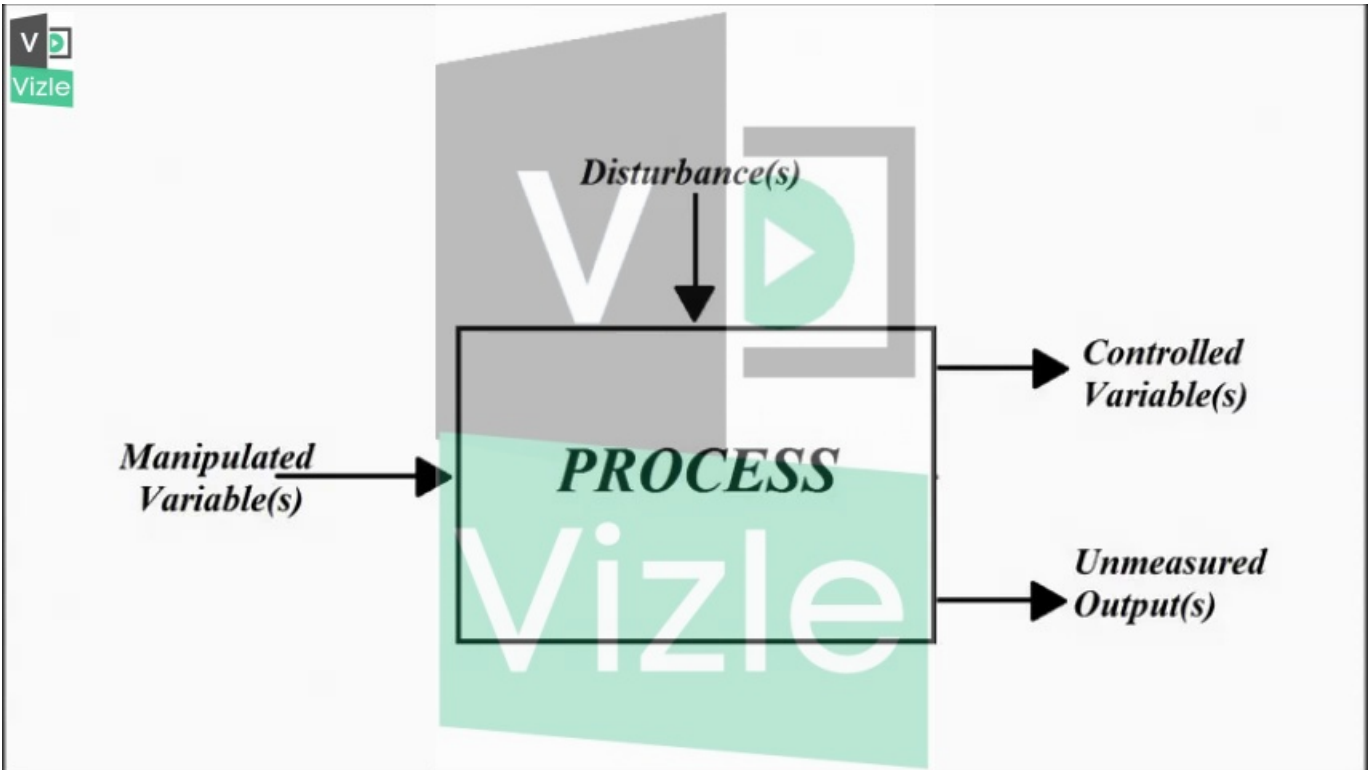 V
Vizle
Disturbance(s)
V
Controlled
Variable(s)
Manipulated
Variable(s)
PROCESS
Vizle
Unmeasured
Output(s)